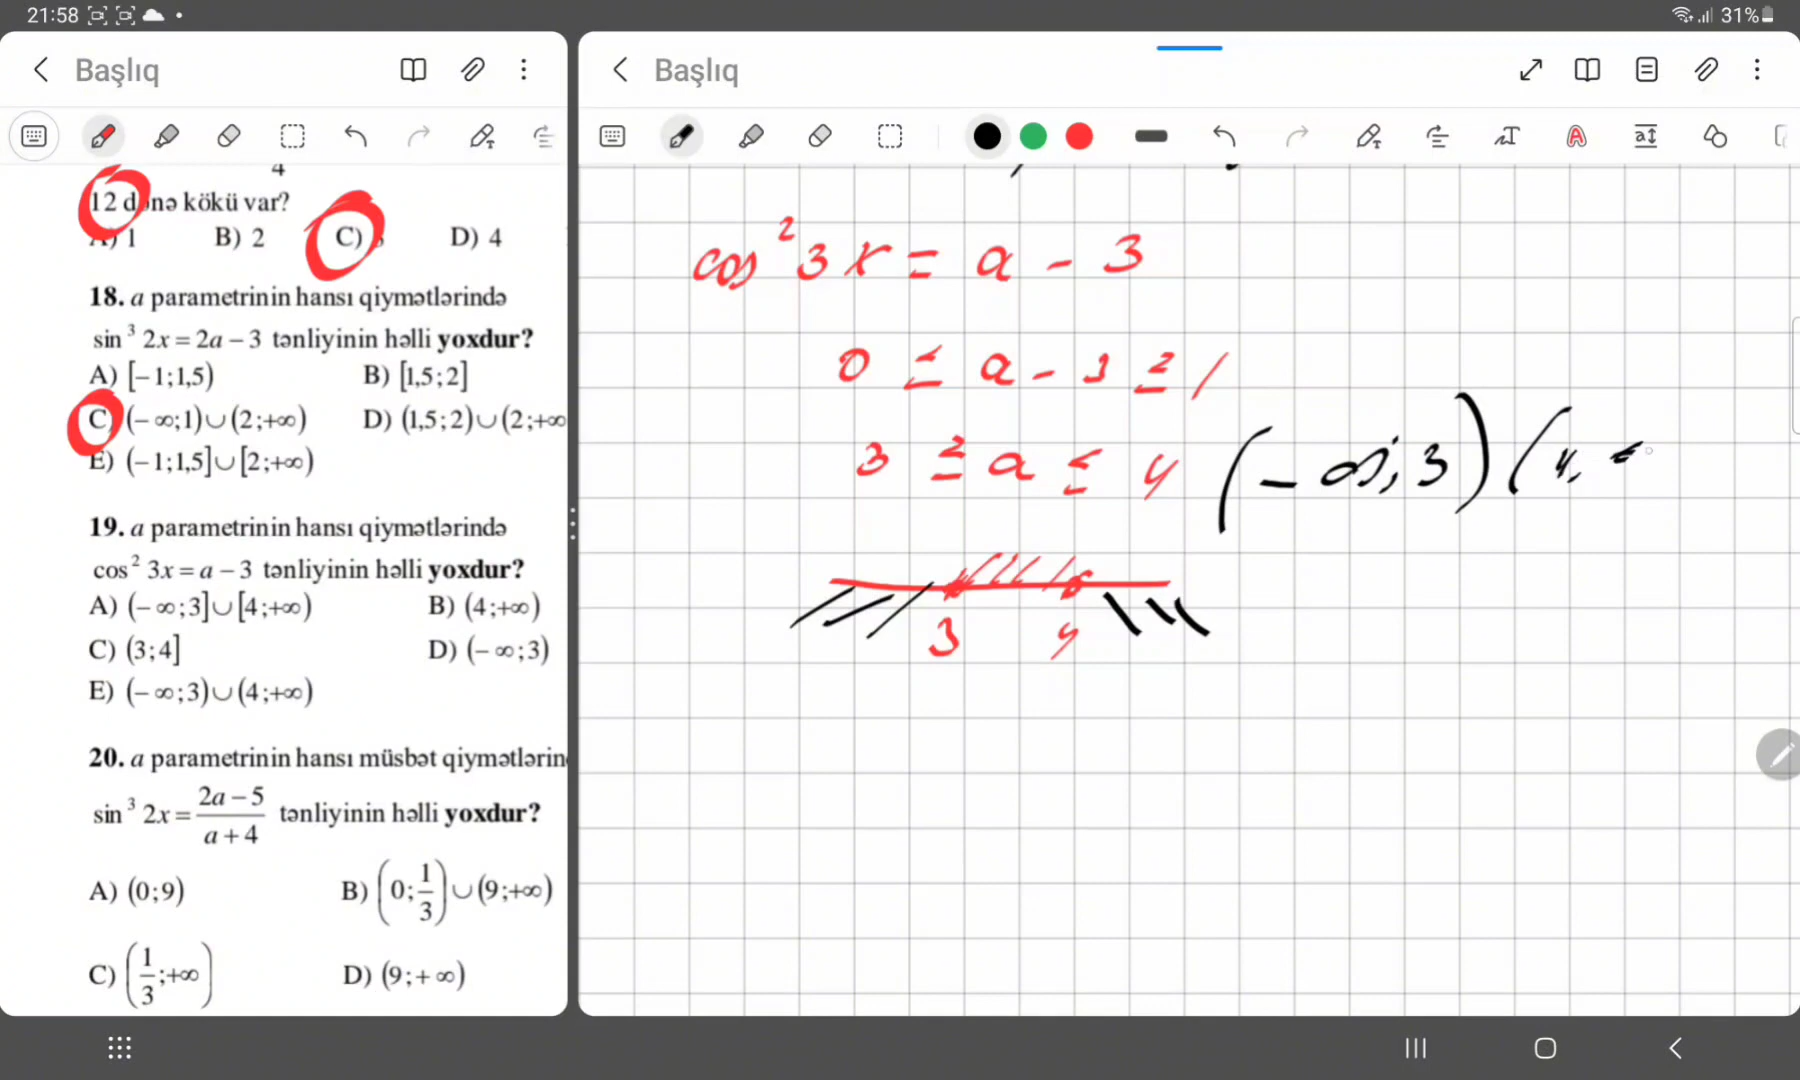 21:58
31%
Başlıq
4
12 dənə kökü var?
A) 1 B) 2 C) 3 D) 4
18. a parametrinin hansı qiymətlərində
sin³ 2x = 2a − 3 tənliyinin həlli yoxdur?
A) [−1;1,5) B) [1,5;2]
C) (−∞;1)∪(2;+∞) D) (1,5;2)∪(2;+∞
E) (−1;1,5]∪[2;+∞)
19. a parametrinin hansı qiymətlərində
cos² 3x = a − 3 tənliyinin həlli yoxdur?
A) (−∞;3]∪[4;+∞) B) (4;+∞)
C) (3;4] D) (−∞;3)
E) (−∞;3)∪(4;+∞)
20. a parametrinin hansı müsbət qiymətlərin
sin³ 2x = (2a − 5)/(a + 4) tənliyinin həlli yoxdur?
A) (0;9) B) (0;1/3)∪(9;+∞)
C) (1/3;+∞) D) (9;+∞)
Başlıq
cos² 3x = a − 3
0 ≤ a − 3 ≤ 1
3 ≤ a ≤ 4 (−∞; 3) (4,
3 4